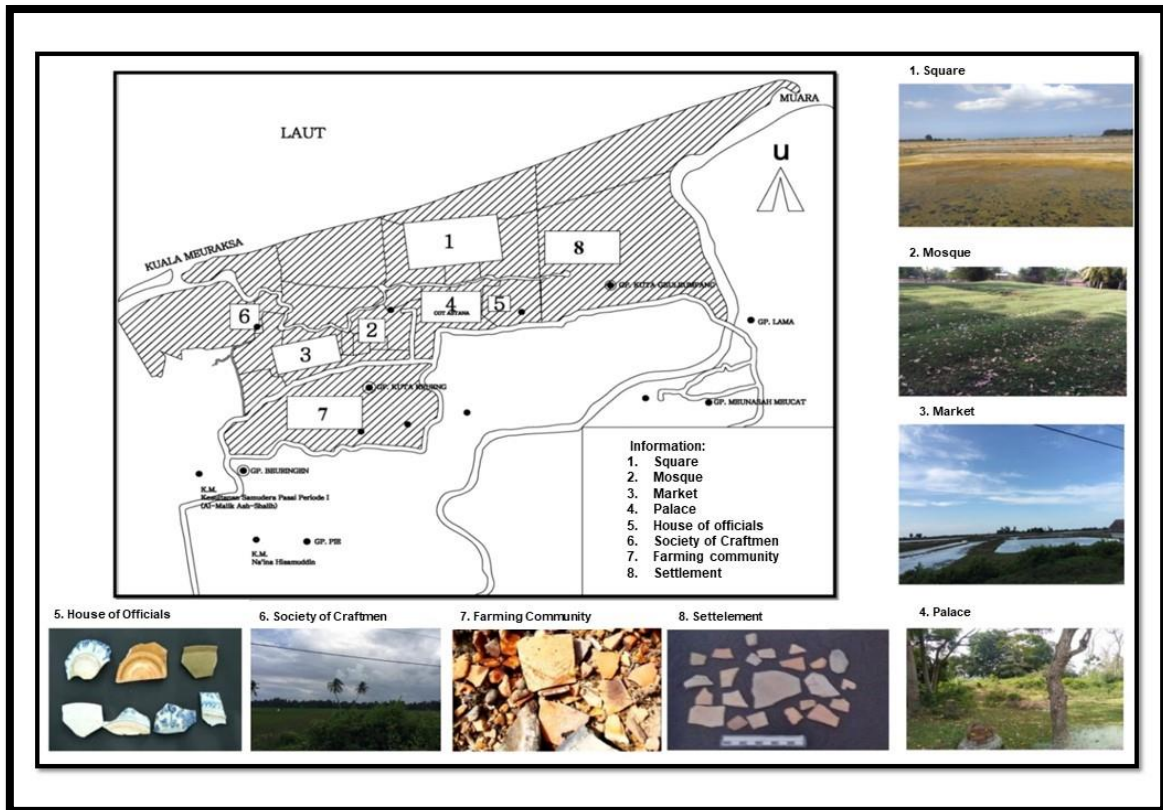 LAUT
MUARA
u
KUALA MEURAKSA
1
8
GP. KUTA GEULEUMPANG
4
COT ASTANA
5
6
2
3
GP. LAMA
GP. KUTA KRUENG
7
GP. MEUNASAH MEUCAT
GP. BEURINGEN
K.M.
Kesultanan Samudera Pasai Periode I
(Al-Malik Ash-Shalih)
GP. PIE
K.M.
Na'ina Hisamuddin
Information:
1. Square
2. Mosque
3. Market
4. Palace
5. House of officials
6. Society of Craftmen
7. Farming community
8. Settlement
1. Square
2. Mosque
3. Market
4. Palace
5. House of Officials
6. Society of Craftmen
7. Farming Community
8. Settelement